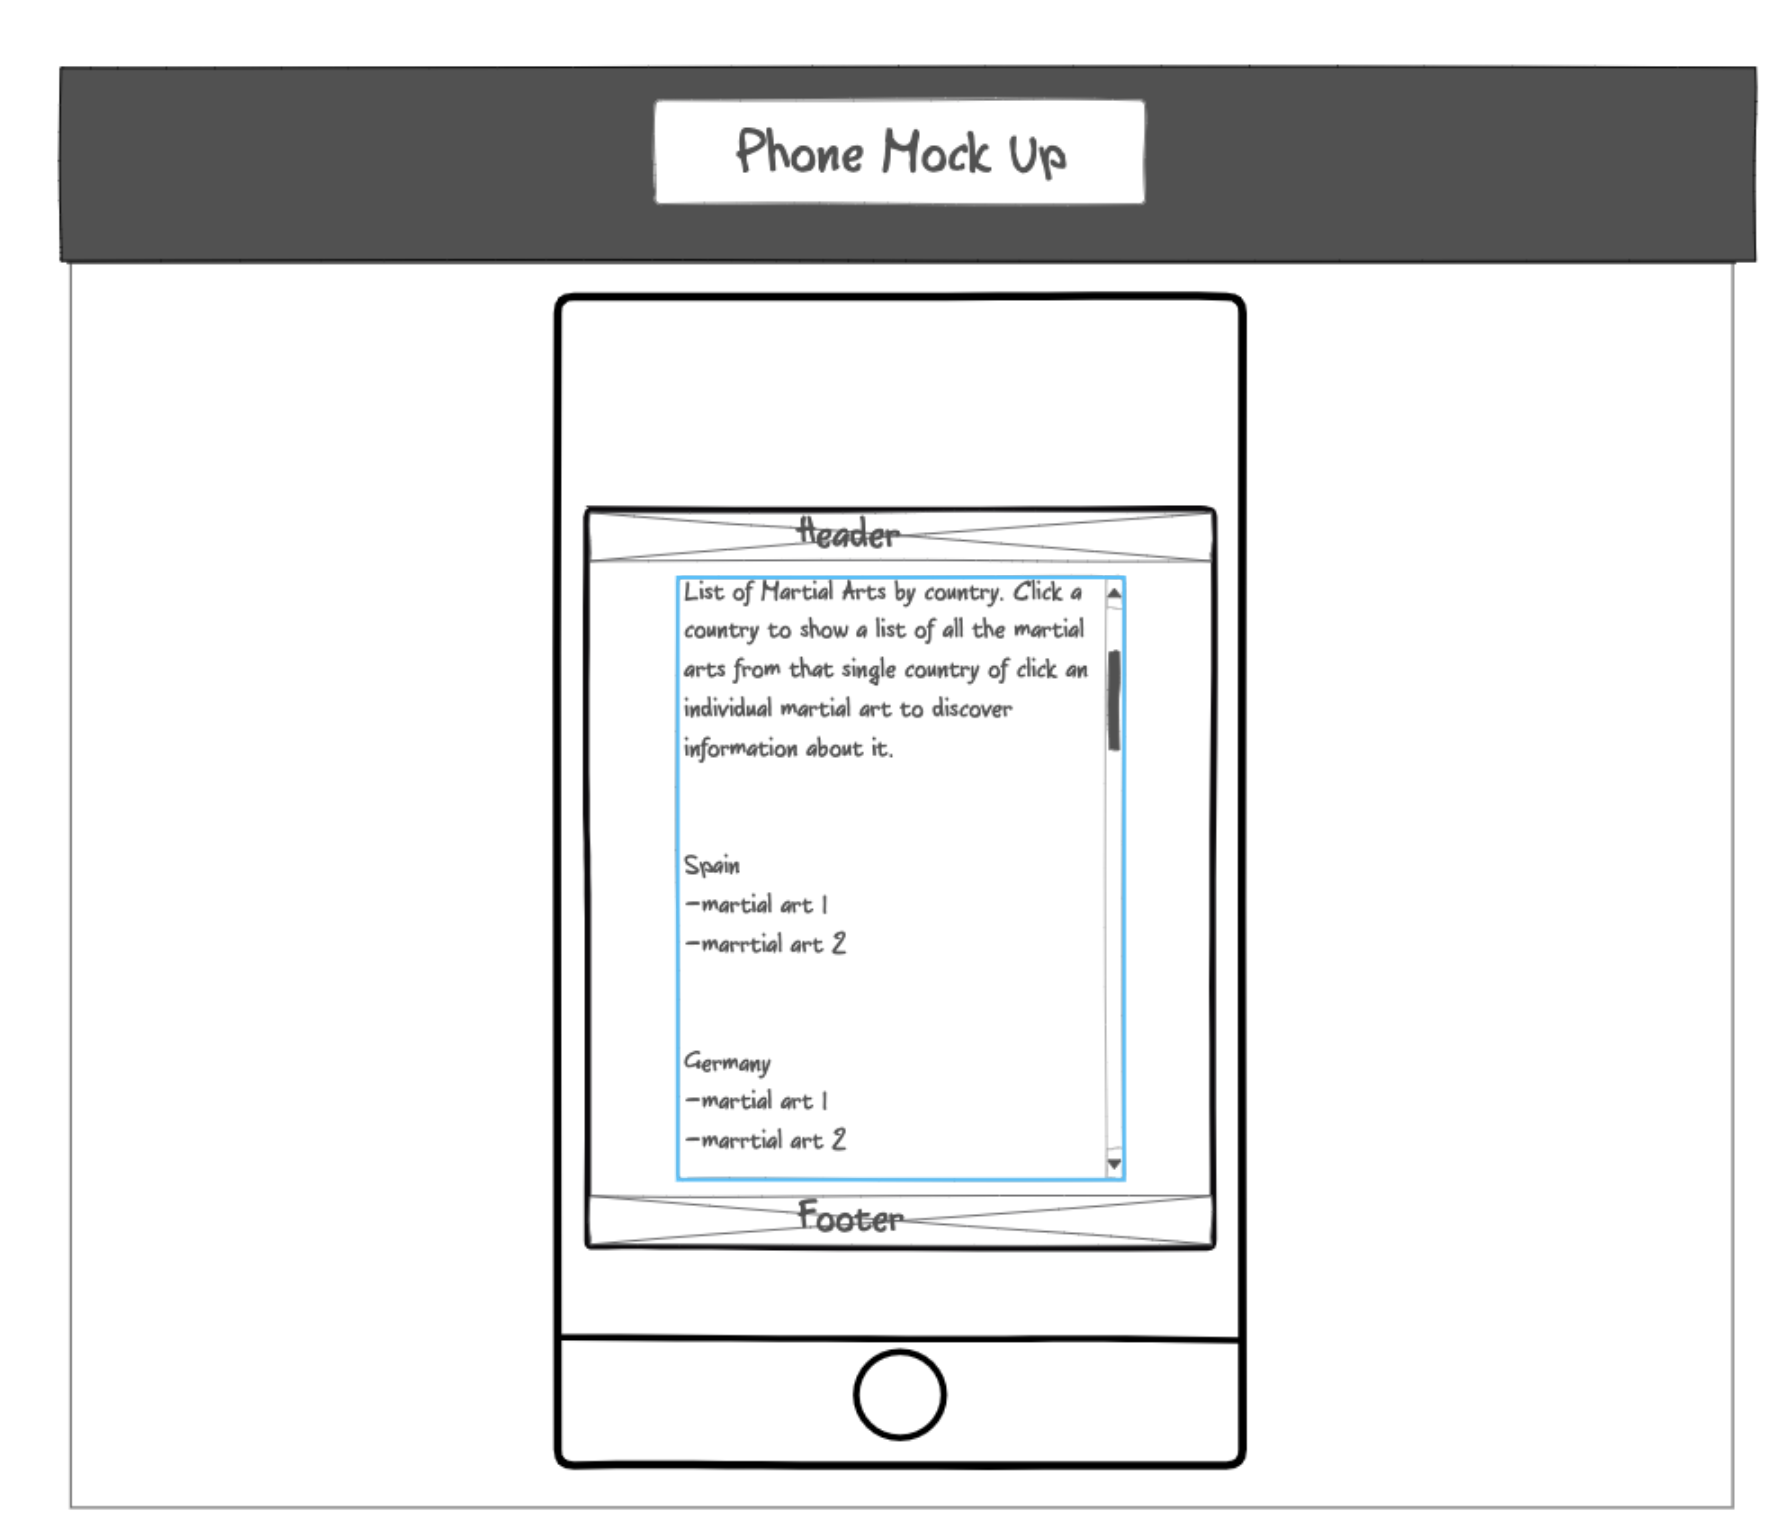 Phone Mock Up
Header
List of Martial Arts by country. Click a
country to show a list of all the martial
arts from that single country of click an
individual martial art to discover
information about it.
Spain
-martial art 1
-marrtial art 2
Germany
-martial art 1
-marrtial art 2
Footer